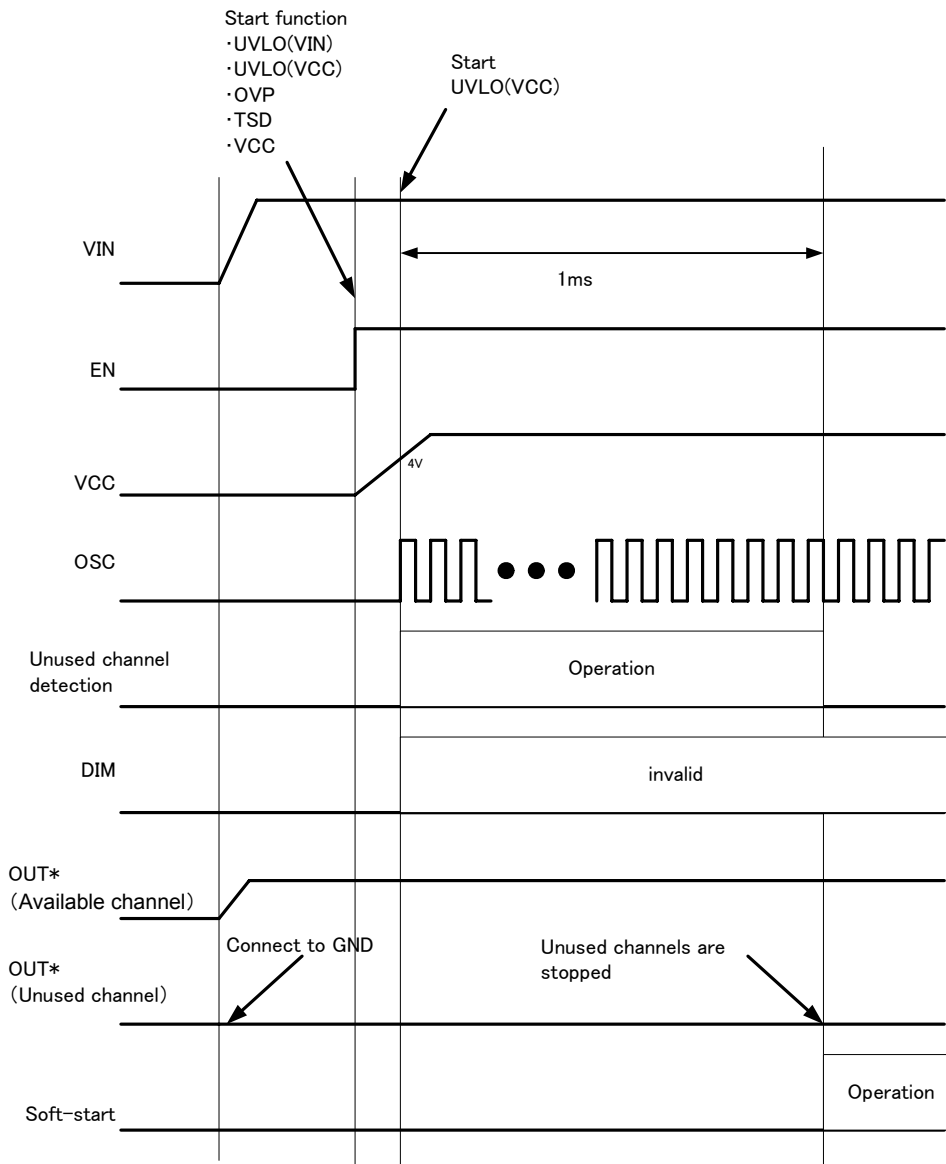 Start function
・UVLO(VIN)
・UVLO(VCC)
・OVP
・TSD
・VCC
Start
UVLO(VCC)
VIN
1ms
EN
4V
VCC
OSC
Unused channel
detection
Operation
DIM
invalid
OUT*
(Available channel)
Connect to GND
Unused channels are
stopped
OUT*
(Unused channel)
Operation
Soft-start